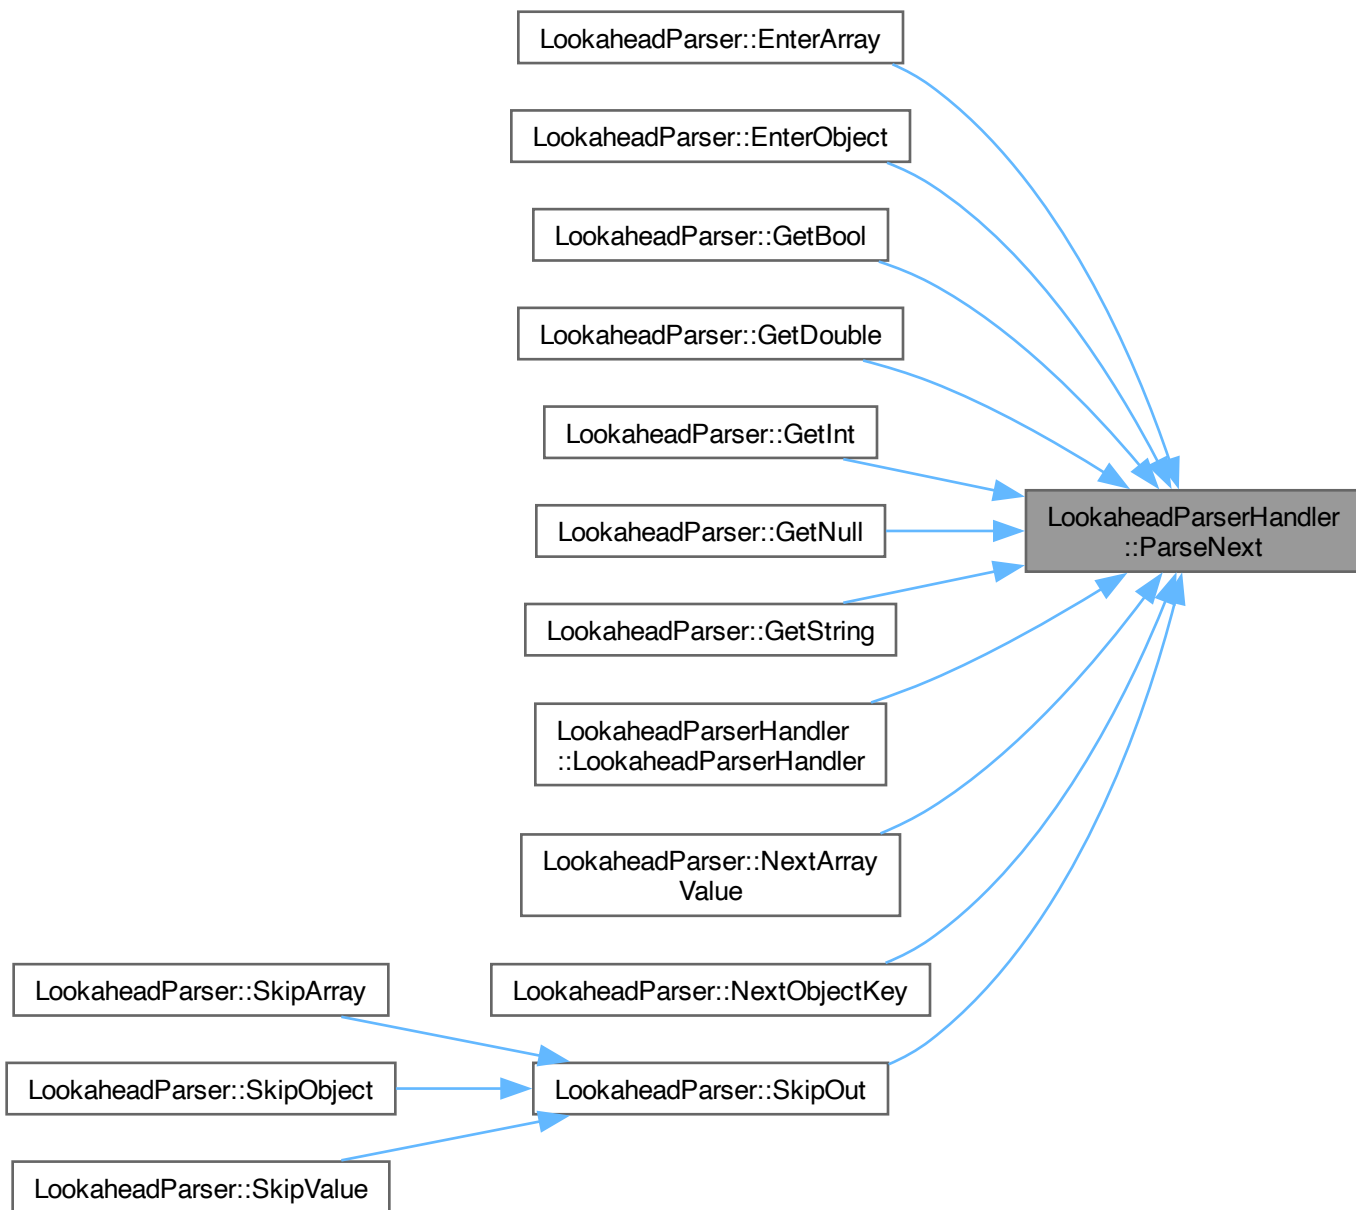 LookaheadParser::EnterArray
LookaheadParser::EnterObject
LookaheadParser::GetBool
LookaheadParser::GetDouble
LookaheadParser::GetInt
LookaheadParserHandler
::ParseNext
LookaheadParser::GetNull
LookaheadParser::GetString
LookaheadParserHandler
::LookaheadParserHandler
LookaheadParser::NextArray
Value
LookaheadParser::NextObjectKey
LookaheadParser::SkipArray
LookaheadParser::SkipObject
LookaheadParser::SkipOut
LookaheadParser::SkipValue